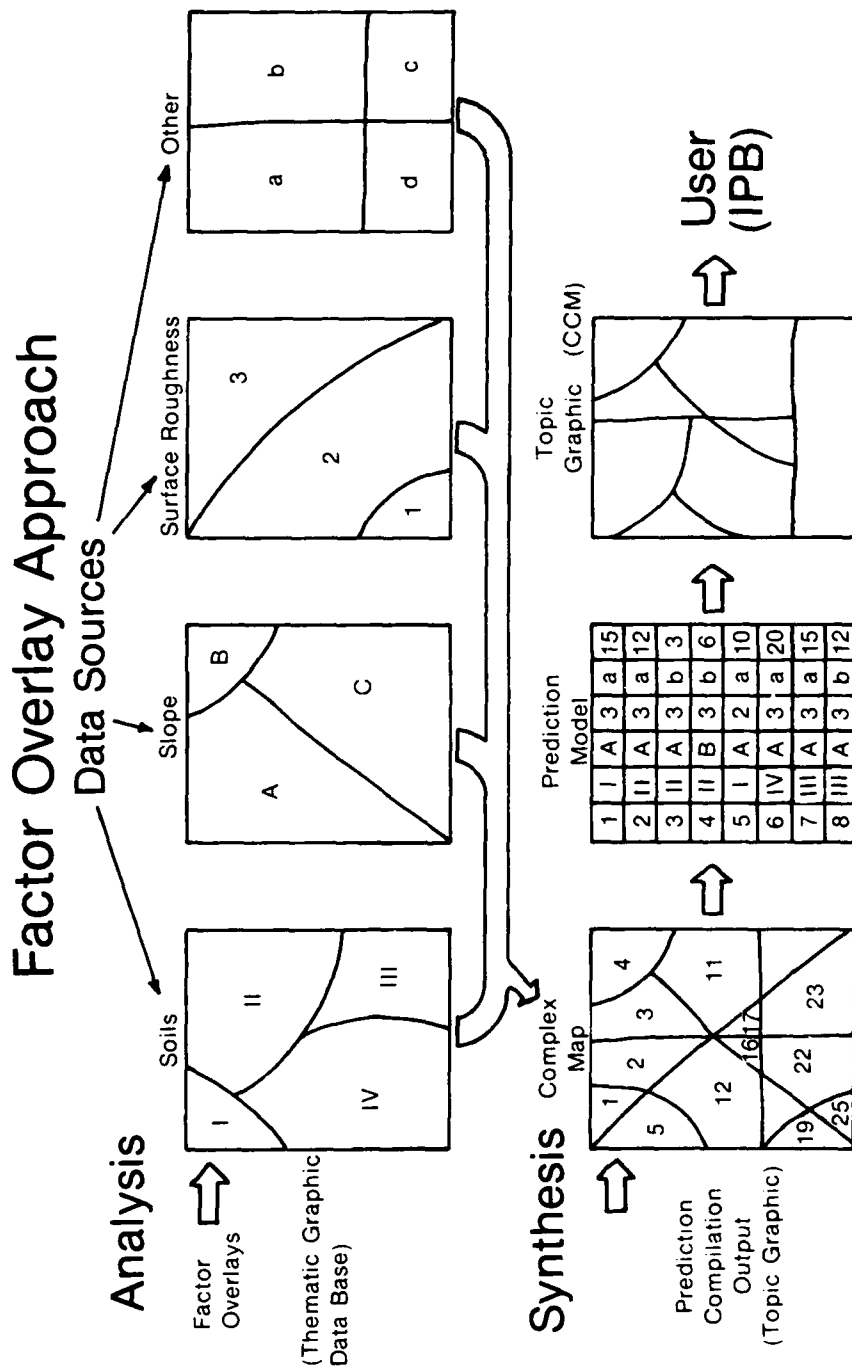 Factor Overlay Approach
Data Sources
Analysis
Factor
Overlays
(Thematic Graphic
Data Base)
Soils
I
II
III
IV
Slope
A
B
C
Surface Roughness
1
2
3
Other
a
b
c
d
Synthesis
Prediction
Compilation
Output
(Topic Graphic)
Complex
Map
1
2
3
4
5
11
12
16
17
19
22
23
25
Prediction
Model
1 I A 3 a 15
2 II A 3 a 12
3 II A 3 b 3
4 II B 3 b 6
5 I A 2 a 10
6 IV A 3 a 20
7 III A 3 a 15
8 III A 3 b 12
Topic
Graphic (CCM)
User
(IPB)